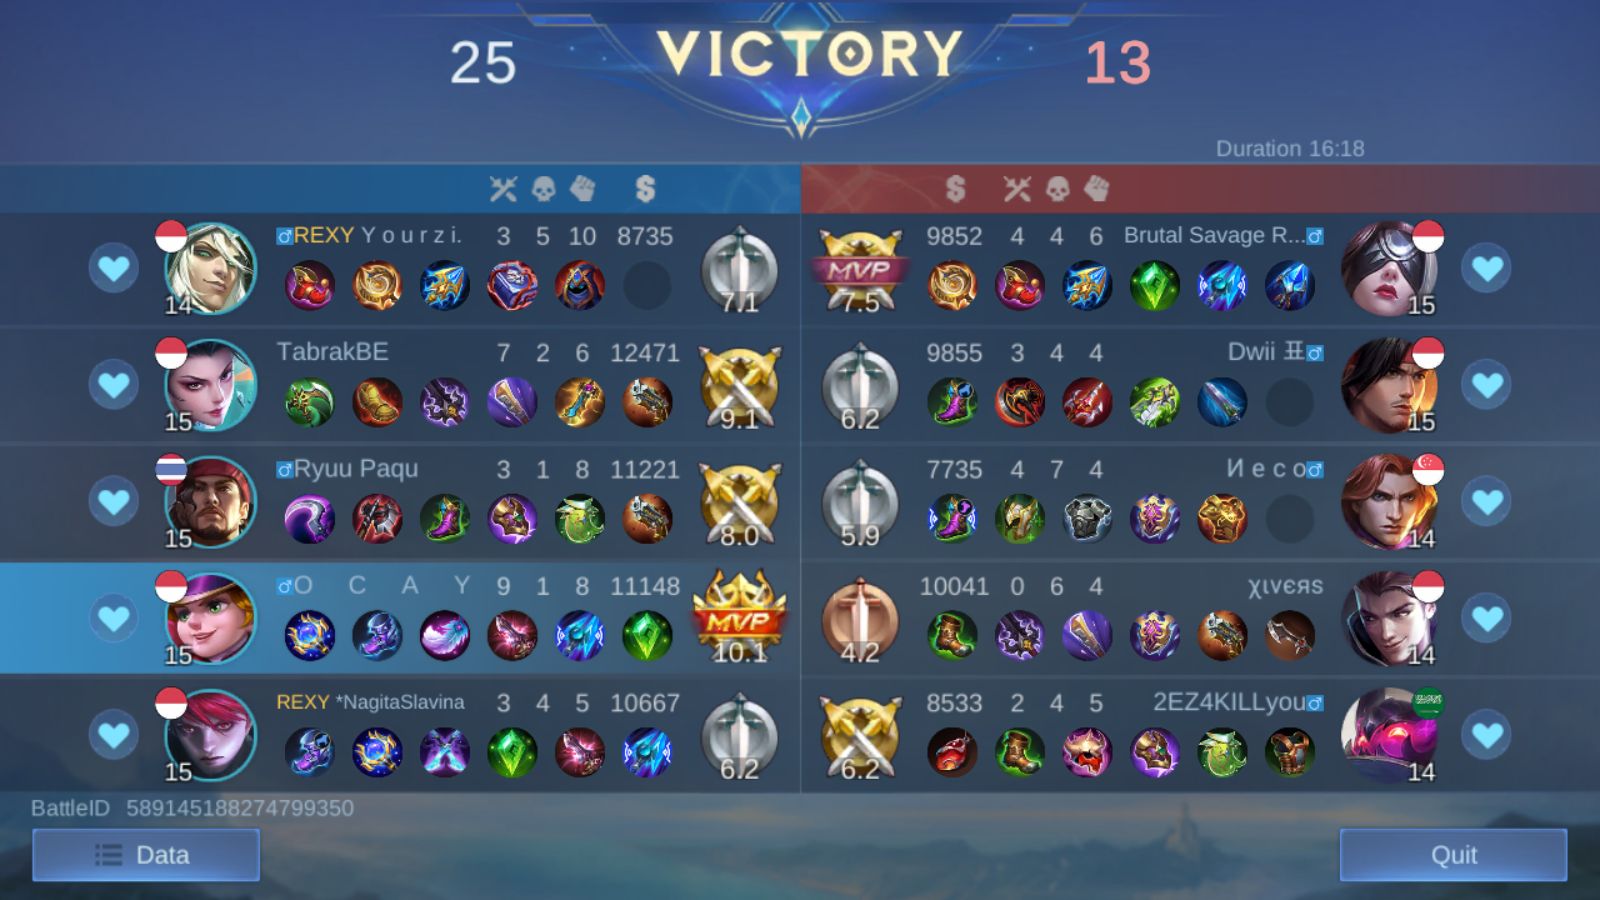 25 VICTORY 13
Duration 16:18
REXY Y o u r z i. 3 5 10 8735
14 7.1
MVP 9852 4 4 6 Brutal Savage R...
7.5 15
TabrakBE 7 2 6 12471
15 9.1
9855 3 4 4 Dwii 표
6.2 15
Ryuu Paqu 3 1 8 11221
15 8.0
7735 4 7 4 И e c o
5.9 14
O C A Y 9 1 8 11148 MVP
15 10.1
10041 0 6 4 χινєяѕ
4.2 14
REXY *NagitaSlavina 3 4 5 10667
15 6.2
8533 2 4 5 2EZ4KILLyou
6.2 14
BattleID 589145188274799350
Data Quit